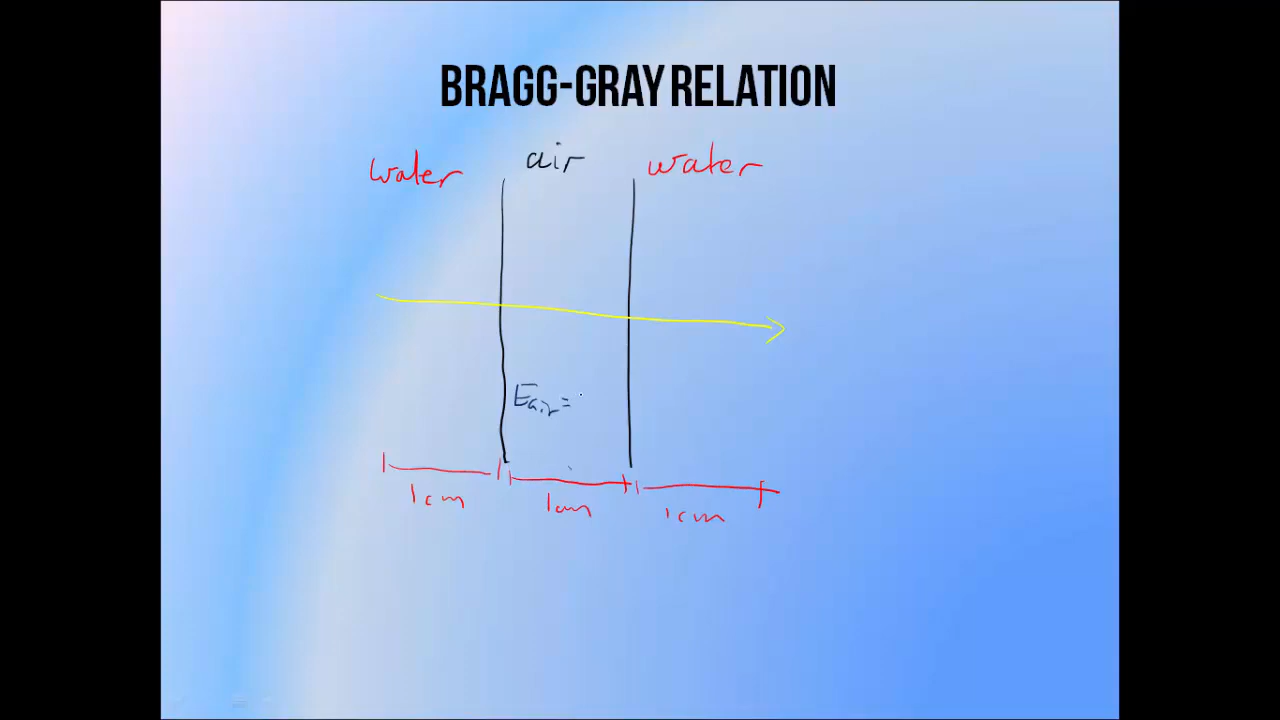 BRAGG-GRAY RELATION
water air water
Eair =
1cm 1cm 1cm